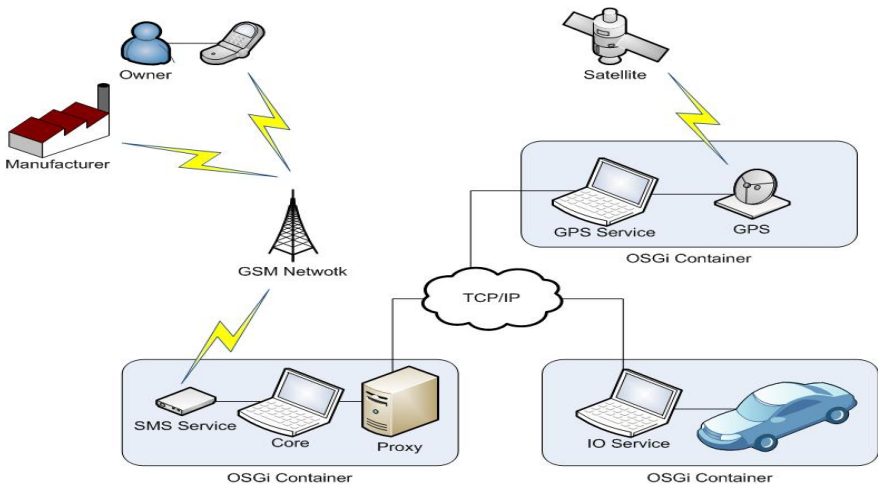 Owner
Satellite
Manufacturer
GPS Service
GPS
OSGi Container
GSM Netwotk
TCP/IP
SMS Service
Core
Proxy
IO Service
OSGi Container
OSGi Container